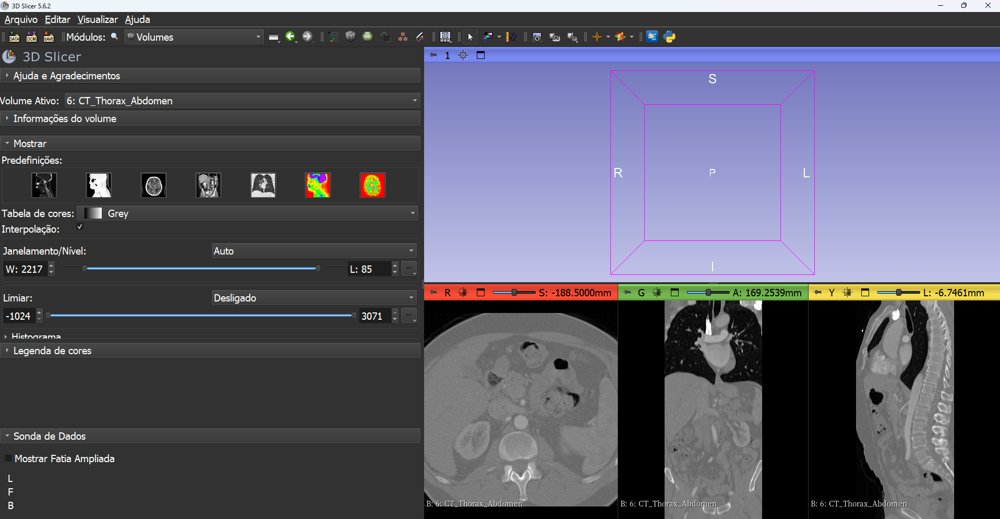 3D Slicer 5.6.2
Arquivo Editar Visualizar Ajuda
DATA DCM SAVE Módulos: Volumes
3D Slicer
Ajuda e Agradecimentos
Volume Ativo: 6: CT_Thorax_Abdomen
Informações do volume
Mostrar
Predefinições:
Tabela de cores: Grey
Interpolação:
Janelamento/Nível: Auto
W: 2217 L: 85
Limiar: Desligado
-1024 3071
Histograma
Legenda de cores
Sonda de Dados
Mostrar Fatia Ampliada
L
F
B
1
S
R P L
I
R S: -188.5000mm
B: 6: CT_Thorax_Abdomen
G A: 169.2539mm
B: 6: CT_Thorax_Abdomen
Y L: -6.7461mm
B: 6: CT_Thorax_Abdomen